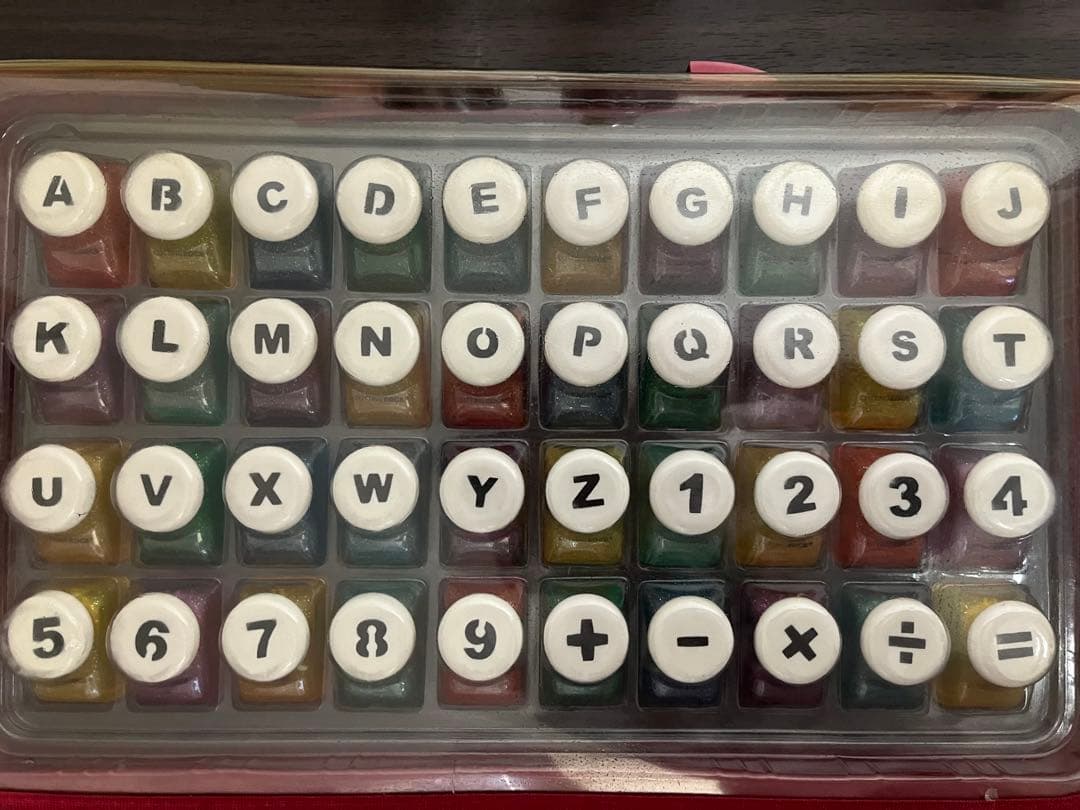 A B C D E F G H I J
K L M N O P Q R S T
U V X W Y Z 1 2 3 4
5 6 7 8 9 + - × ÷ =